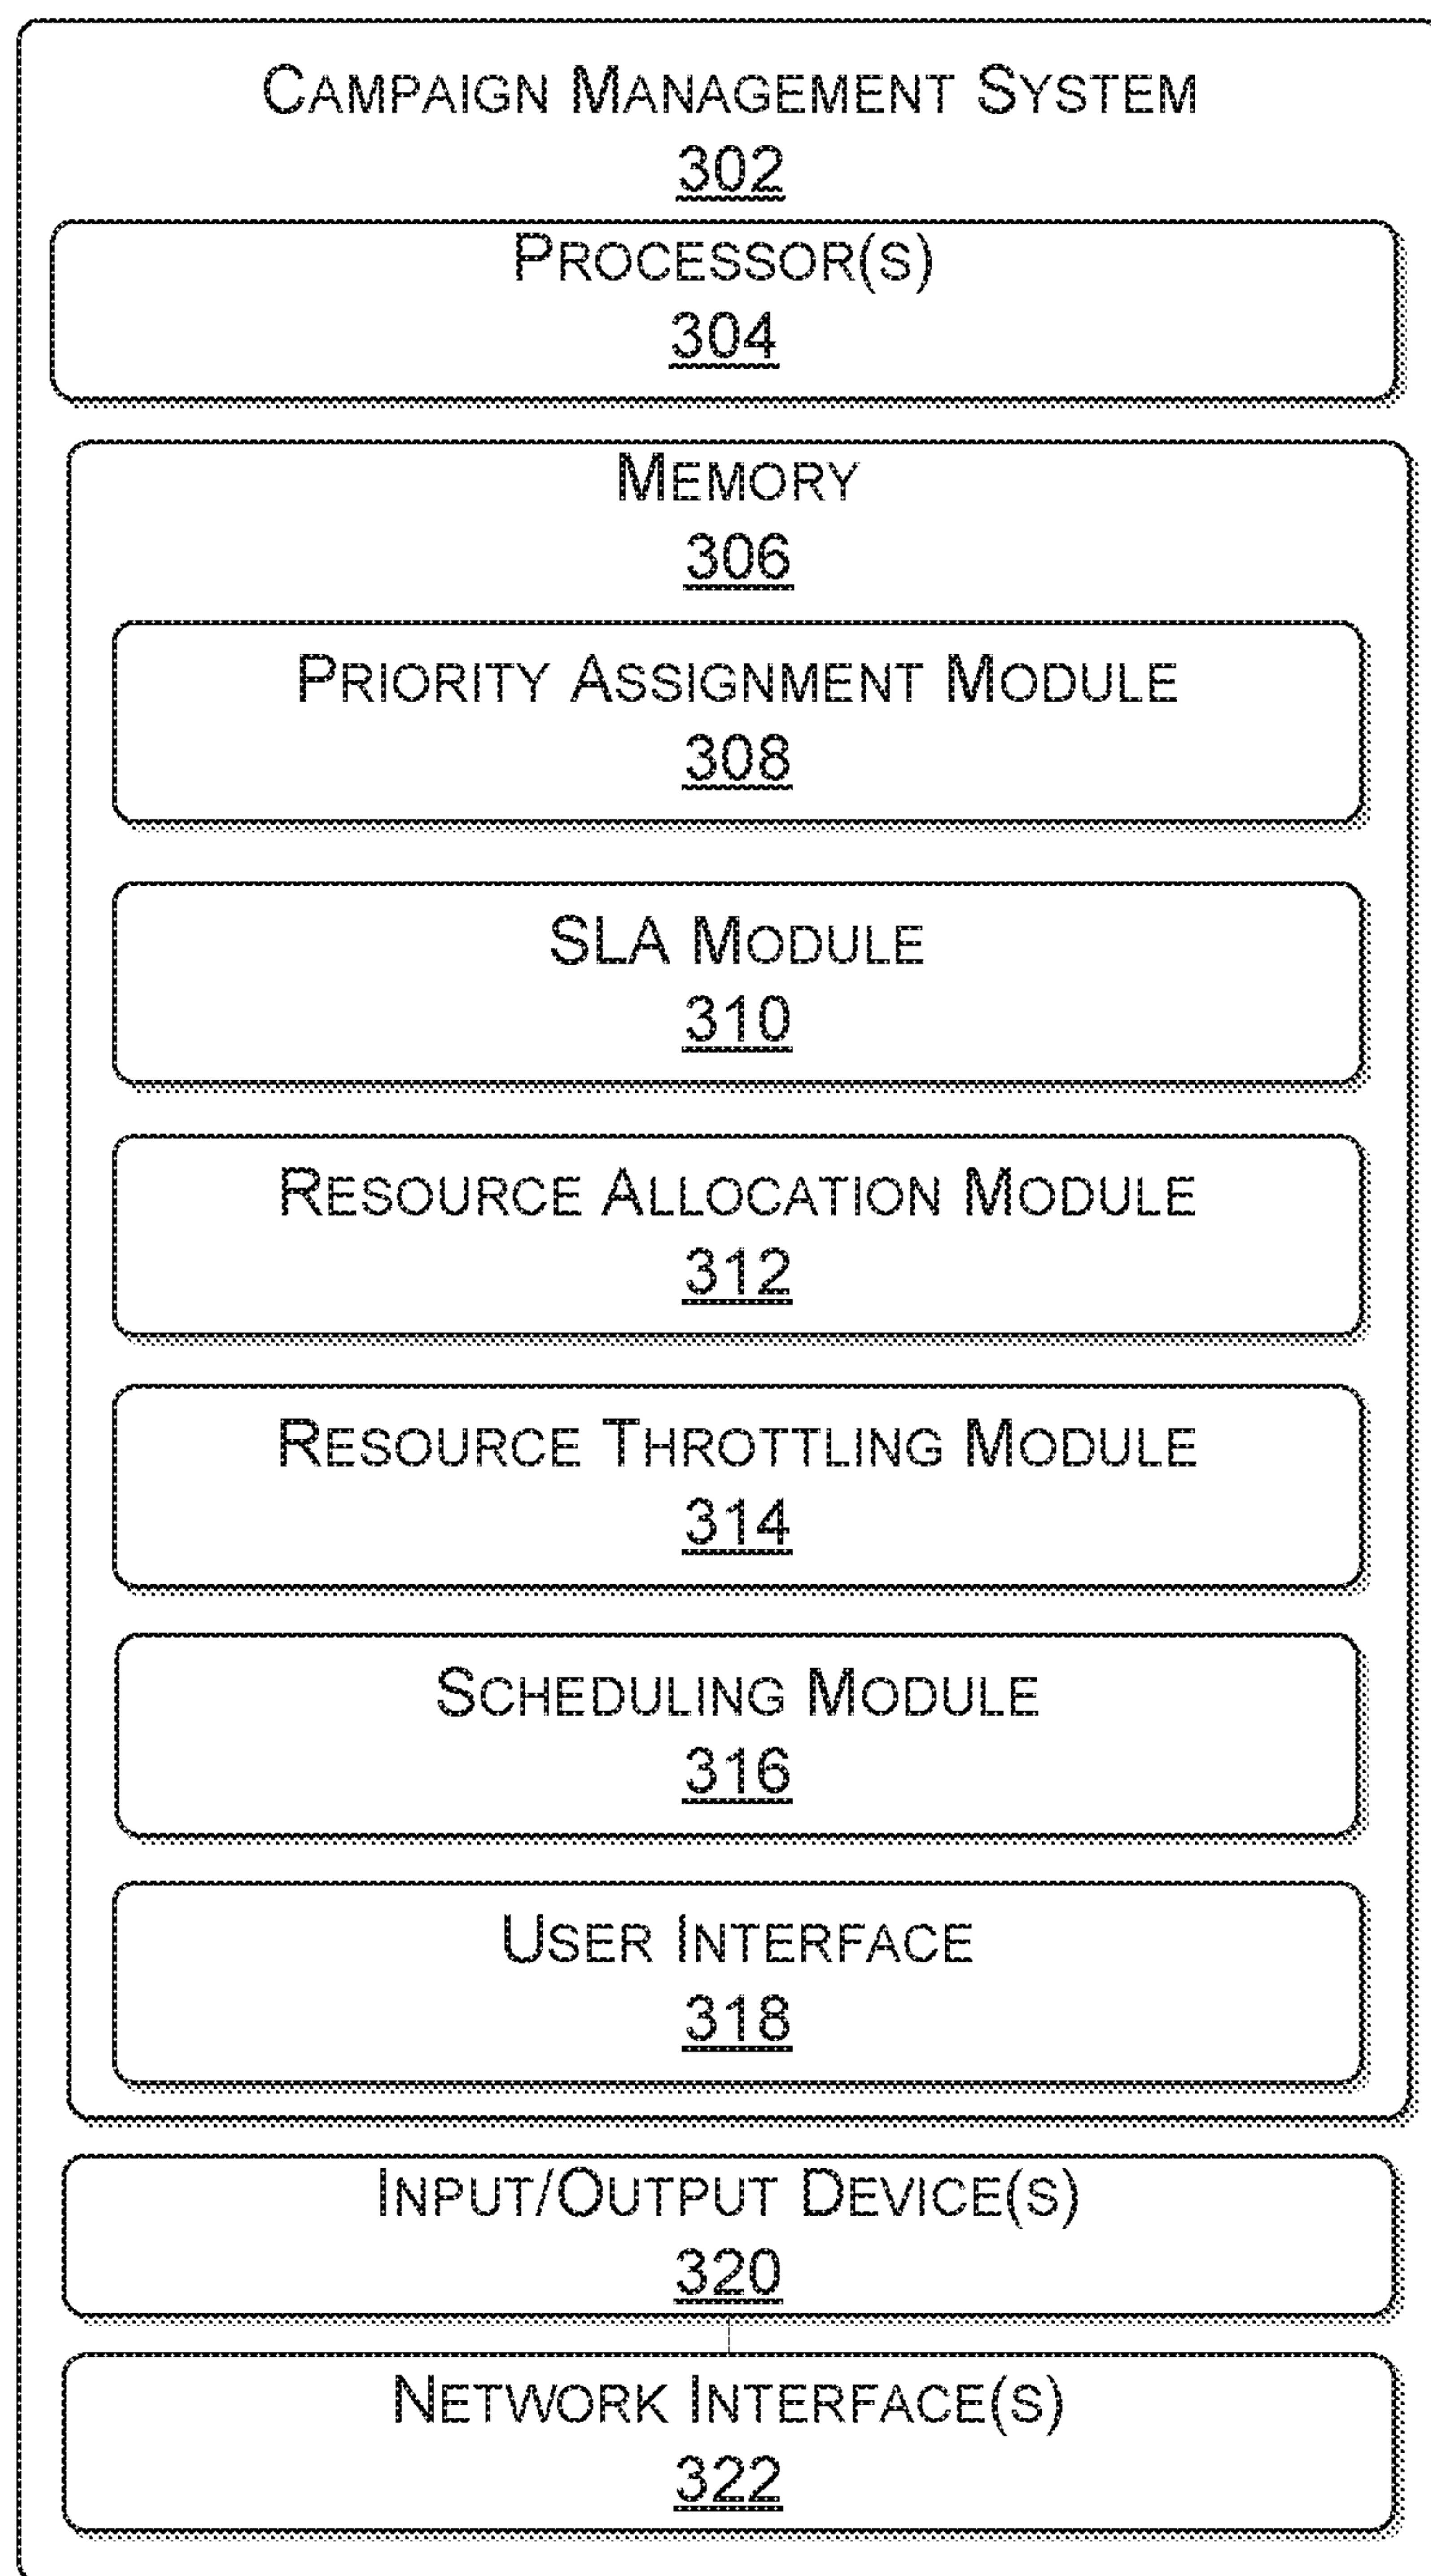 CAMPAIGN MANAGEMENT SYSTEM
302
PROCESSOR(S)
304
MEMORY
306
PRIORITY ASSIGNMENT MODULE
308
SLA MODULE
310
RESOURCE ALLOCATION MODULE
312
RESOURCE THROTTLING MODULE
314
SCHEDULING MODULE
316
USER INTERFACE
318
INPUT/OUTPUT DEVICE(S)
320
NETWORK INTERFACE(S)
322